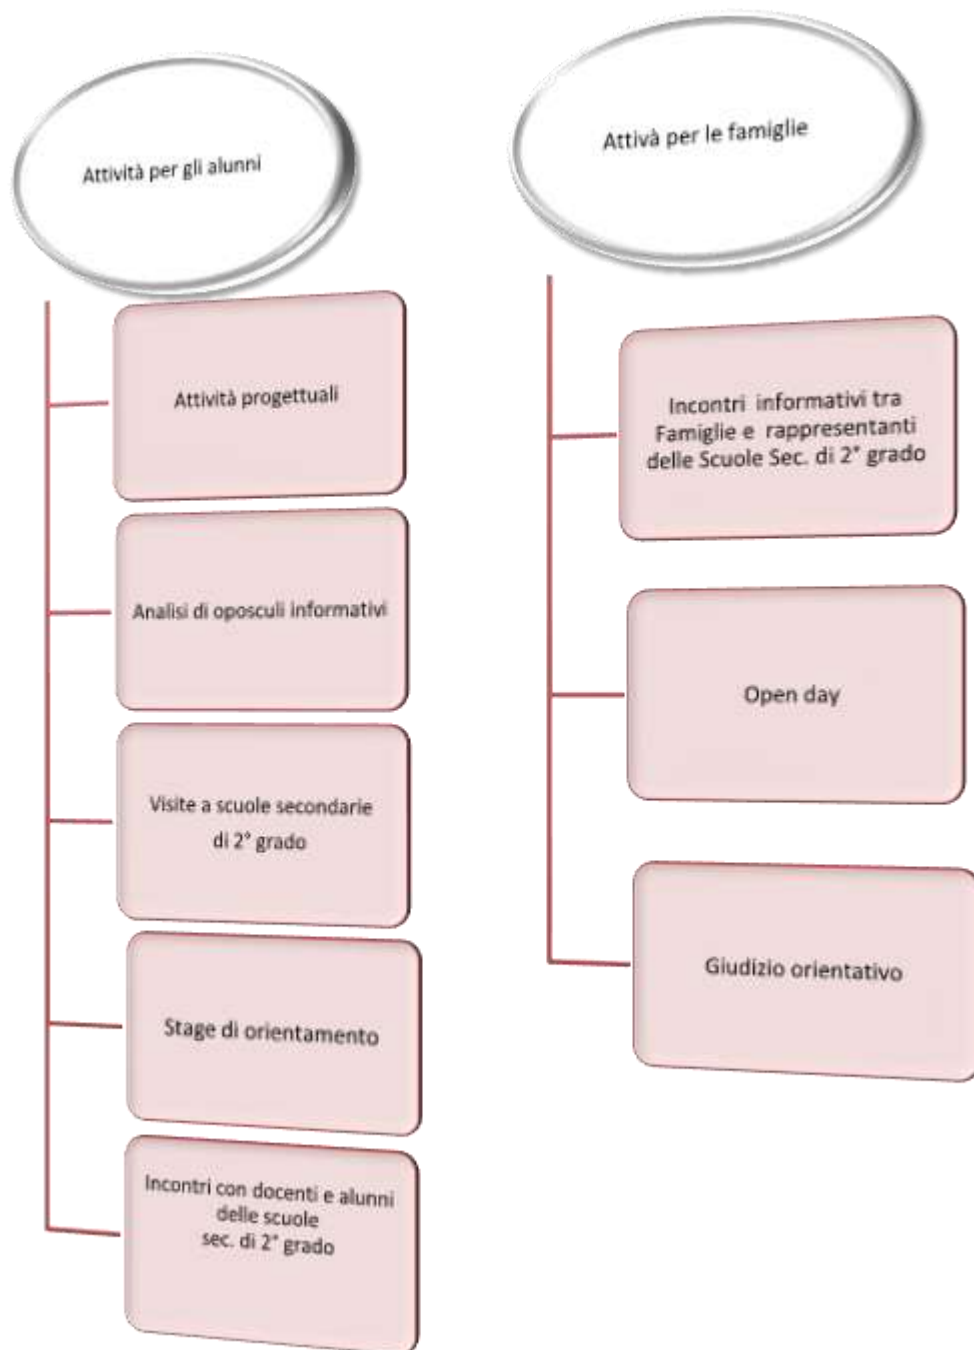 Attività per gli alunni
Attività progettuali
Analisi di oposculi informativi
Visite a scuole secondarie
di 2° grado
Stage di orientamento
Incontri con docenti e alunni
delle scuole
sec. di 2° grado
Attivà per le famiglie
Incontri informativi tra
Famiglie e rappresentanti
delle Scuole Sec. di 2° grado
Open day
Giudizio orientativo